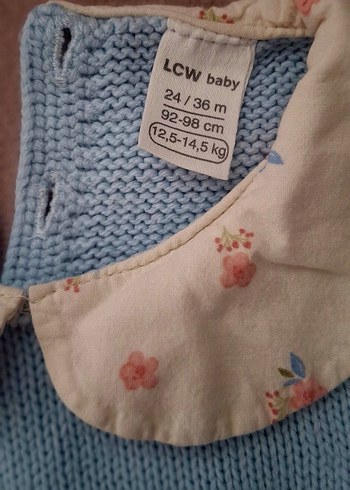 LCW baby
24 / 36 m
92-98 cm
12,5-14,5 kg